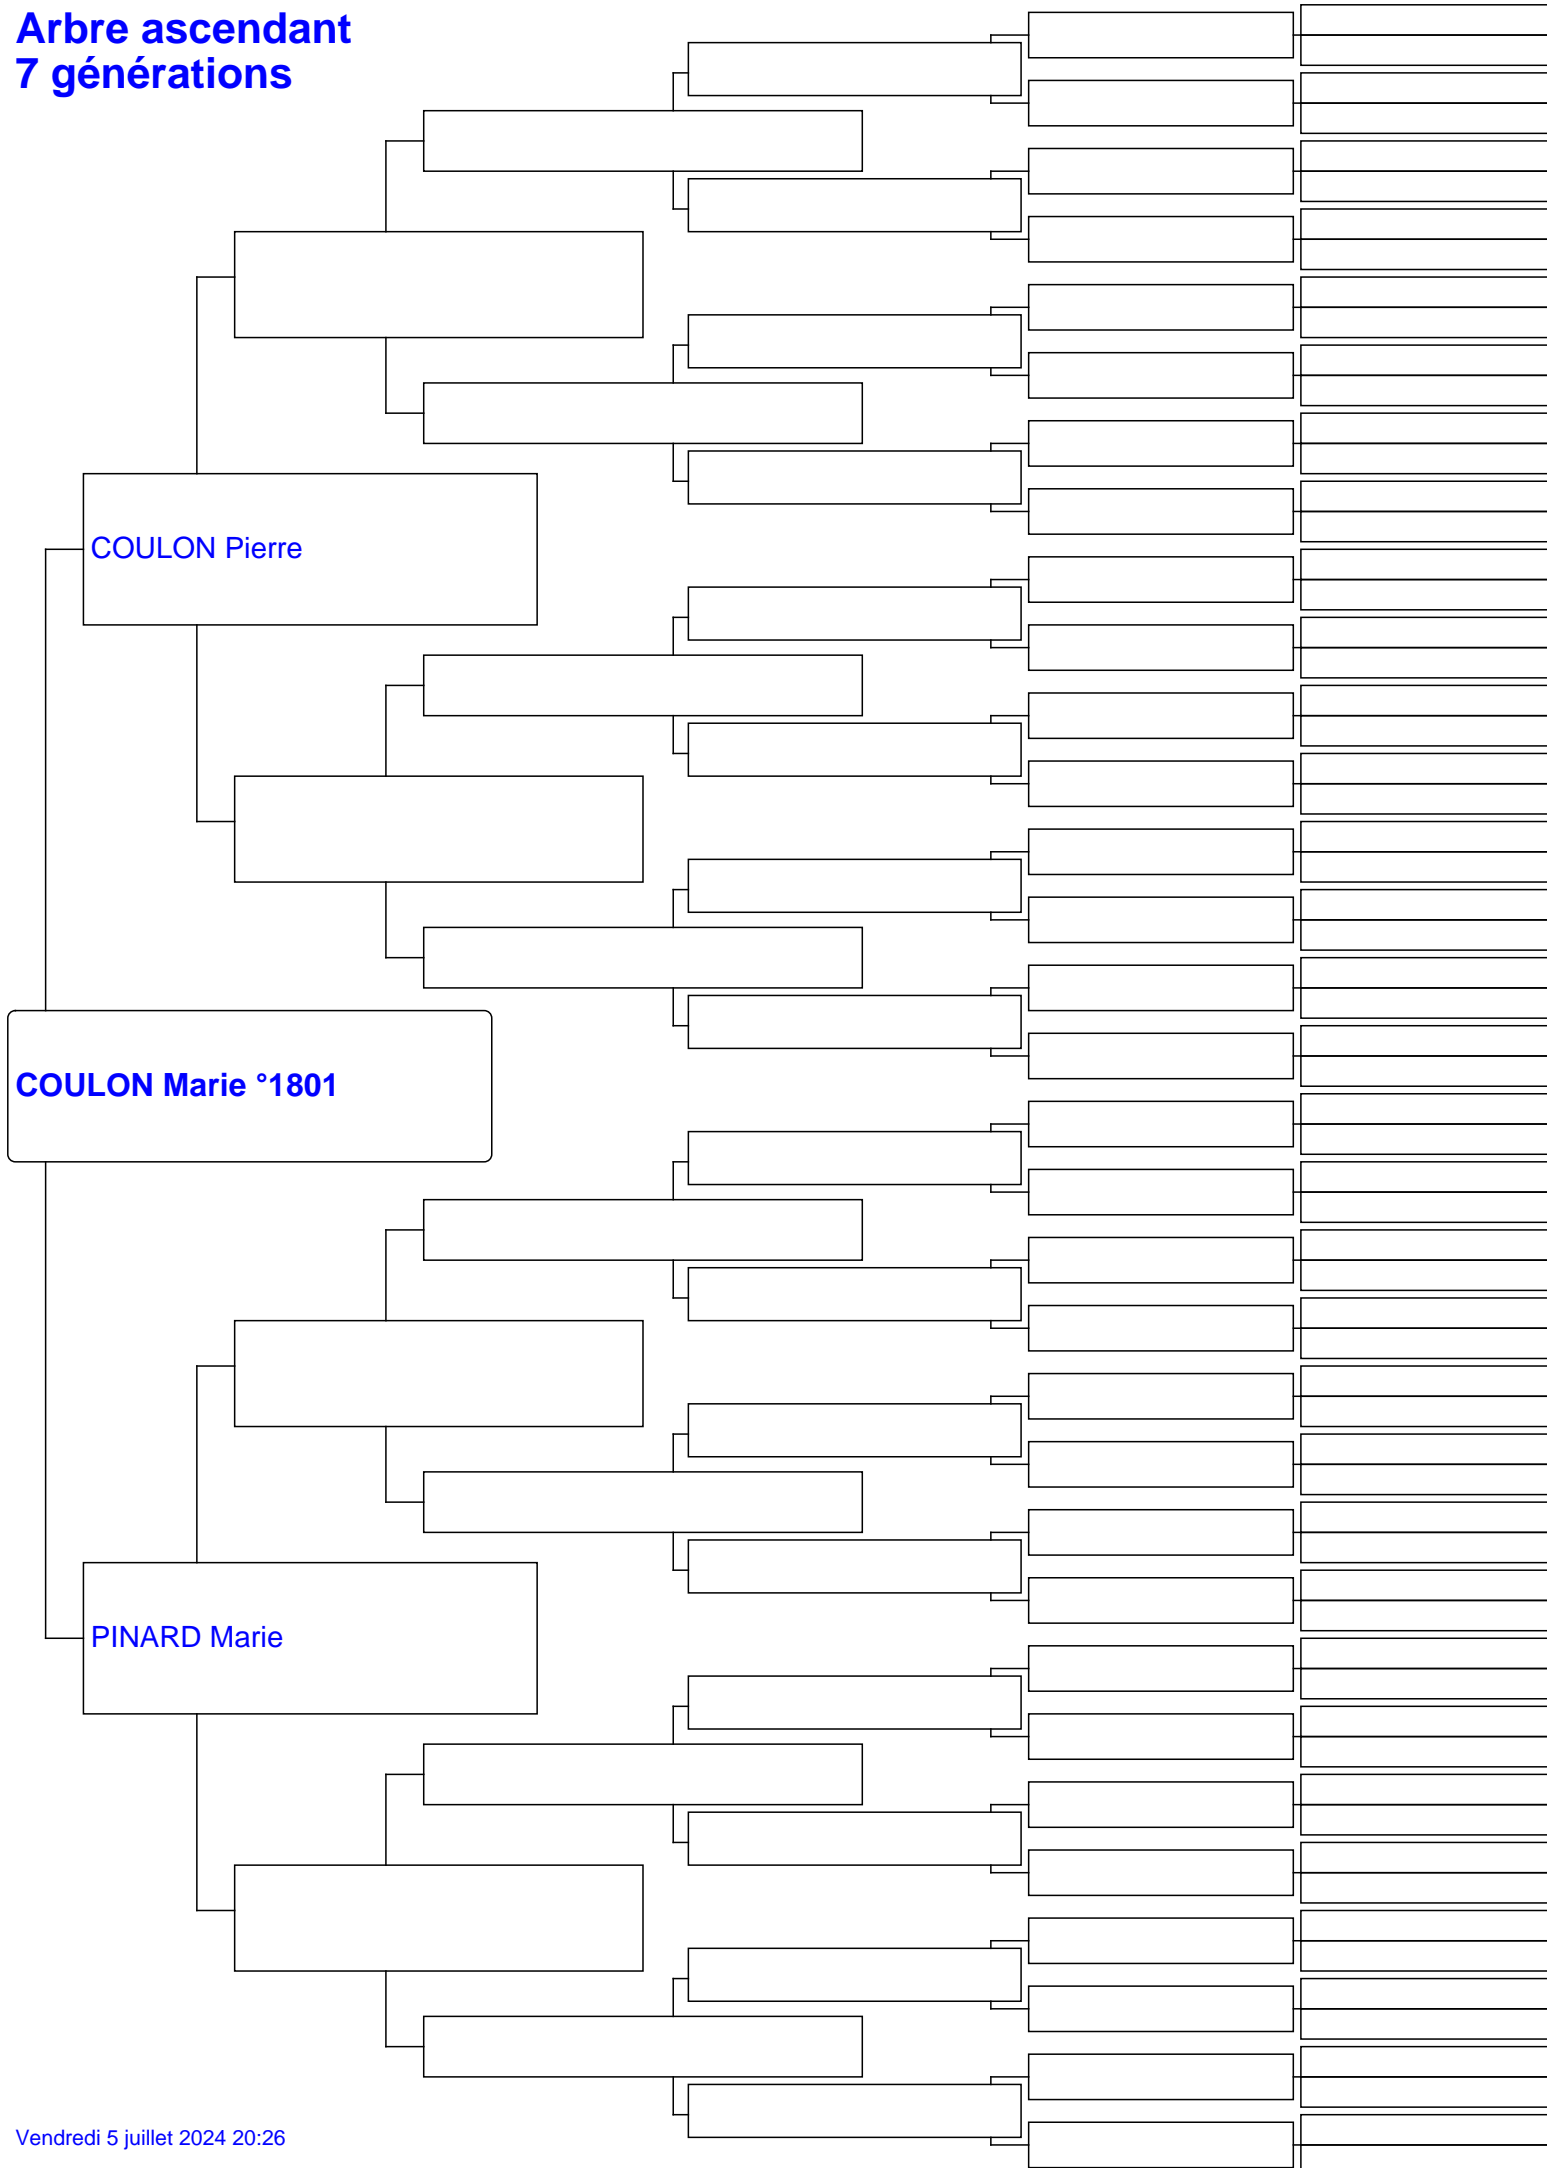 Arbre ascendant
7 générations
COULON Pierre
COULON Marie °1801
PINARD Marie
Vendredi 5 juillet 2024 20:26